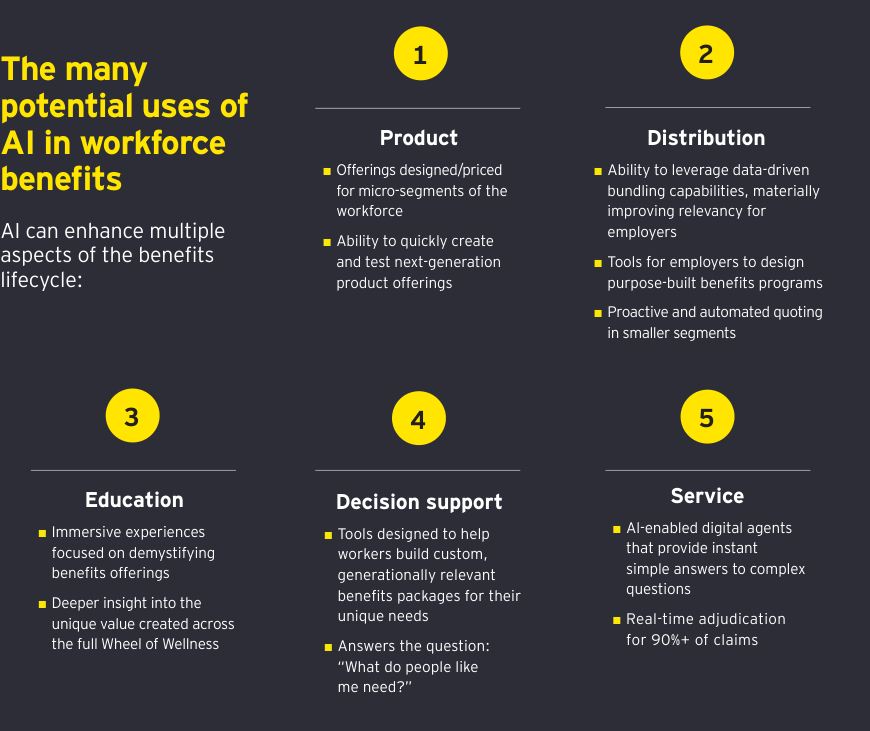 The many
potential uses of
AI in workforce
benefits
AI can enhance multiple
aspects of the benefits
lifecycle:
1
Product
■ Offerings designed/priced
for micro-segments of the
workforce
■ Ability to quickly create
and test next-generation
product offerings
2
Distribution
■ Ability to leverage data-driven
bundling capabilities, materially
improving relevancy for
employers
■ Tools for employers to design
purpose-built benefits programs
■ Proactive and automated quoting
in smaller segments
3
Education
■ Immersive experiences
focused on demystifying
benefits offerings
■ Deeper insight into the
unique value created across
the full Wheel of Wellness
4
Decision support
■ Tools designed to help
workers build custom,
generationally relevant
benefits packages for their
unique needs
■ Answers the question:
“What do people like
me need?”
5
Service
■ AI-enabled digital agents
that provide instant
simple answers to complex
questions
■ Real-time adjudication
for 90%+ of claims